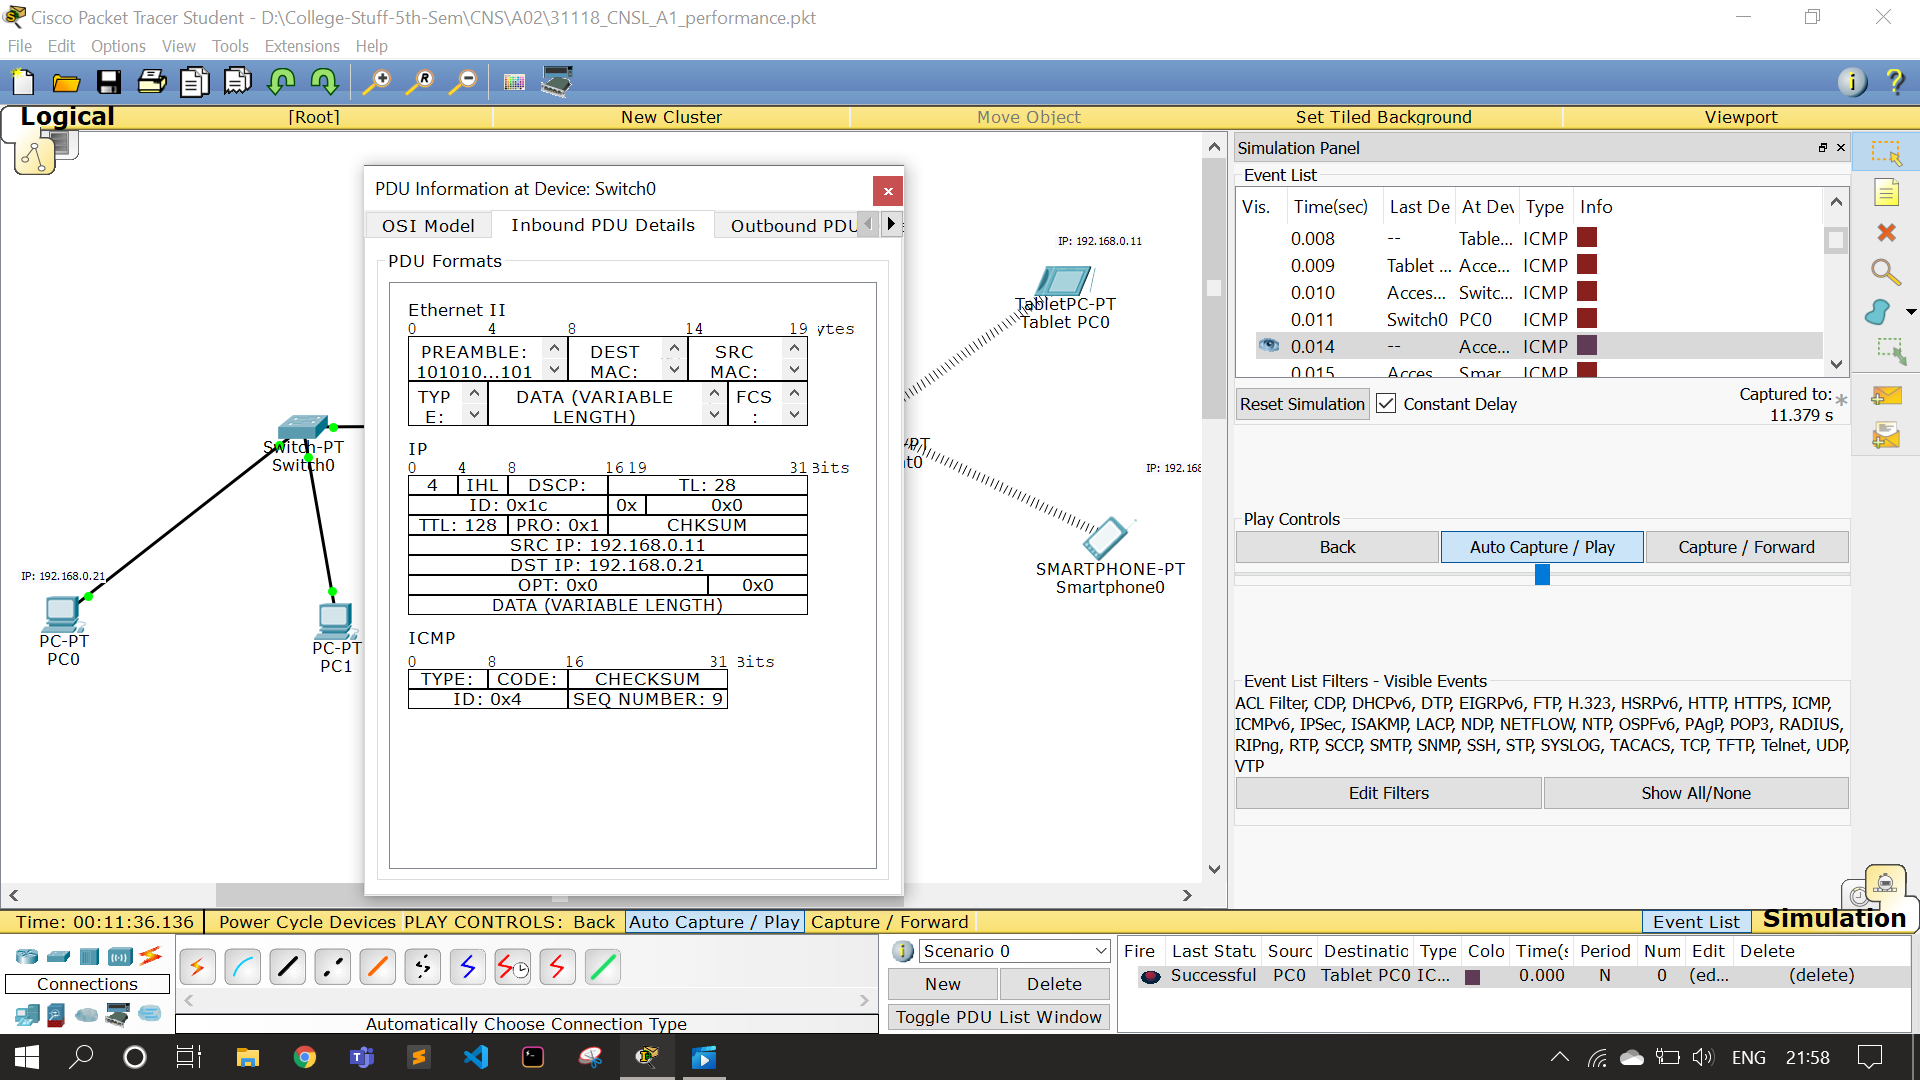 Cisco Packet Tracer Student - D:\College-Stuff-5th-Sem\CNS\A02\31118_CNSL_A1_performance.pkt
File Edit Options View Tools Extensions Help
Logical [Root] New Cluster Move Object Set Tiled Background Viewport
PDU Information at Device: Switch0
OSI Model Inbound PDU Details Outbound PDU
PDU Formats
Ethernet II
0 4 8 14 19 ytes
PREAMBLE: 101010...101
DEST MAC:
SRC MAC:
TYP E:
DATA (VARIABLE LENGTH)
FCS :
IP
0 4 8 16 19 31 Bits
4 IHL DSCP: TL: 28
ID: 0x1c 0x 0x0
TTL: 128 PRO: 0x1 CHKSUM
SRC IP: 192.168.0.11
DST IP: 192.168.0.21
OPT: 0x0 0x0
DATA (VARIABLE LENGTH)
ICMP
0 8 16 31 Bits
TYPE: CODE: CHECKSUM
ID: 0x4 SEQ NUMBER: 9
Switch-PT
Switch0
IP: 192.168.0.21
PC-PT
PC0
PC-PT
PC1
IP: 192.168.0.11
TabletPC-PT
Tablet PC0
-PT
t0
IP: 192.168
SMARTPHONE-PT
Smartphone0
Simulation Panel
Event List
Vis. Time(sec) Last De At Dev Type Info
0.008 -- Table... ICMP
0.009 Tablet ... Acce... ICMP
0.010 Acces... Switc... ICMP
0.011 Switch0 PC0 ICMP
0.014 -- Acce... ICMP
0.015 Acces... Smar... ICMP
Reset Simulation Constant Delay
Captured to: *
11.379 s
Play Controls
Back Auto Capture / Play Capture / Forward
Event List Filters - Visible Events
ACL Filter, CDP, DHCPv6, DTP, EIGRPv6, FTP, H.323, HSRPv6, HTTP, HTTPS, ICMP,
ICMPv6, IPSec, ISAKMP, LACP, NDP, NETFLOW, NTP, OSPFv6, PAgP, POP3, RADIUS,
RIPng, RTP, SCCP, SMTP, SNMP, SSH, STP, SYSLOG, TACACS, TCP, TFTP, Telnet, UDP,
VTP
Edit Filters Show All/None
Time: 00:11:36.136 Power Cycle Devices PLAY CONTROLS: Back Auto Capture / Play Capture / Forward Event List Simulation
Connections
Automatically Choose Connection Type
Scenario 0
New Delete
Toggle PDU List Window
Fire Last Statu Sourc Destinatio Type Colo Time(s Period Num Edit Delete
Successful PC0 Tablet PC0 IC... 0.000 N 0 (ed... (delete)
ENG 21:58